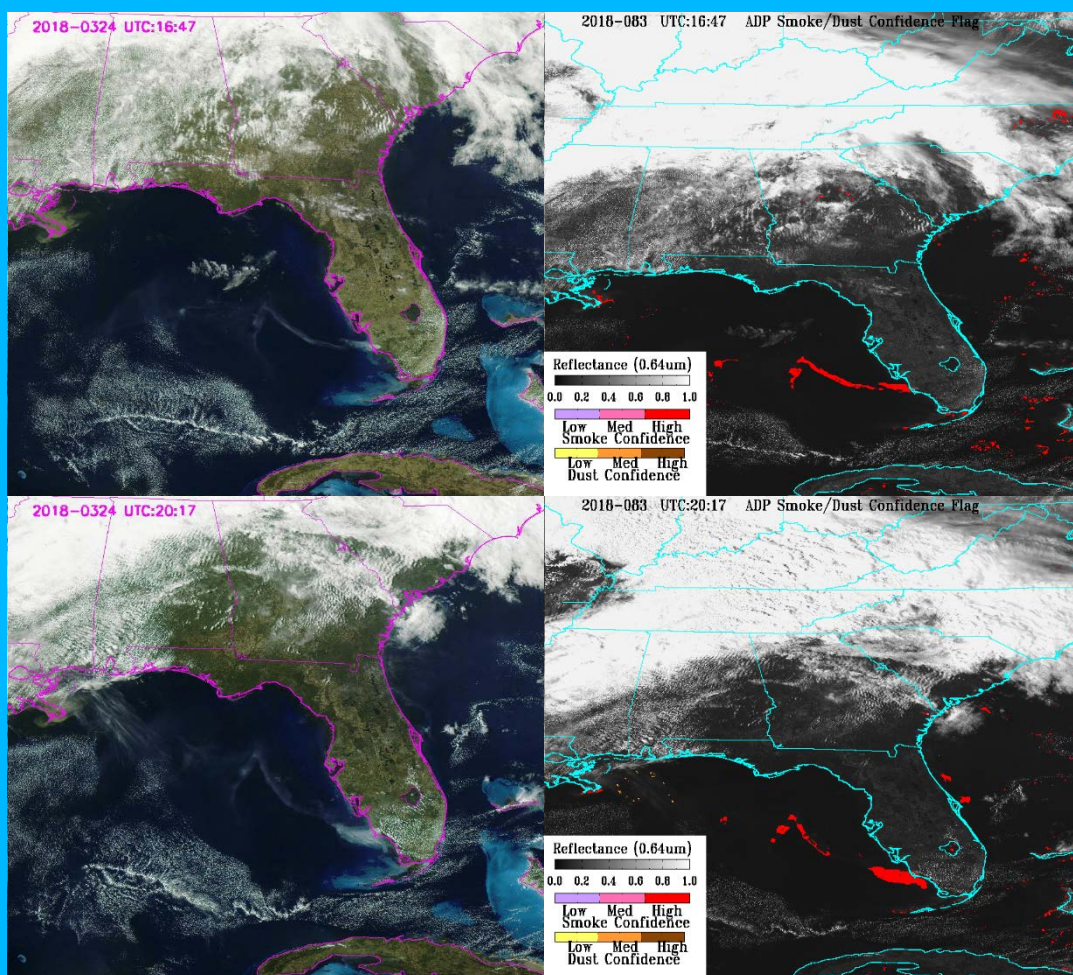 2018-0324 UTC:16:47
2018-083 UTC:16:47 ADP Smoke/Dust Confidence Flag
Reflectance (0.64um)
0.0 0.2 0.4 0.6 0.8 1.0
Low Med High
Smoke Confidence
Low Med High
Dust Confidence
2018-0324 UTC:20:17
2018-083 UTC:20:17 ADP Smoke/Dust Confidence Flag
Reflectance (0.64um)
0.0 0.2 0.4 0.6 0.8 1.0
Low Med High
Smoke Confidence
Low Med High
Dust Confidence